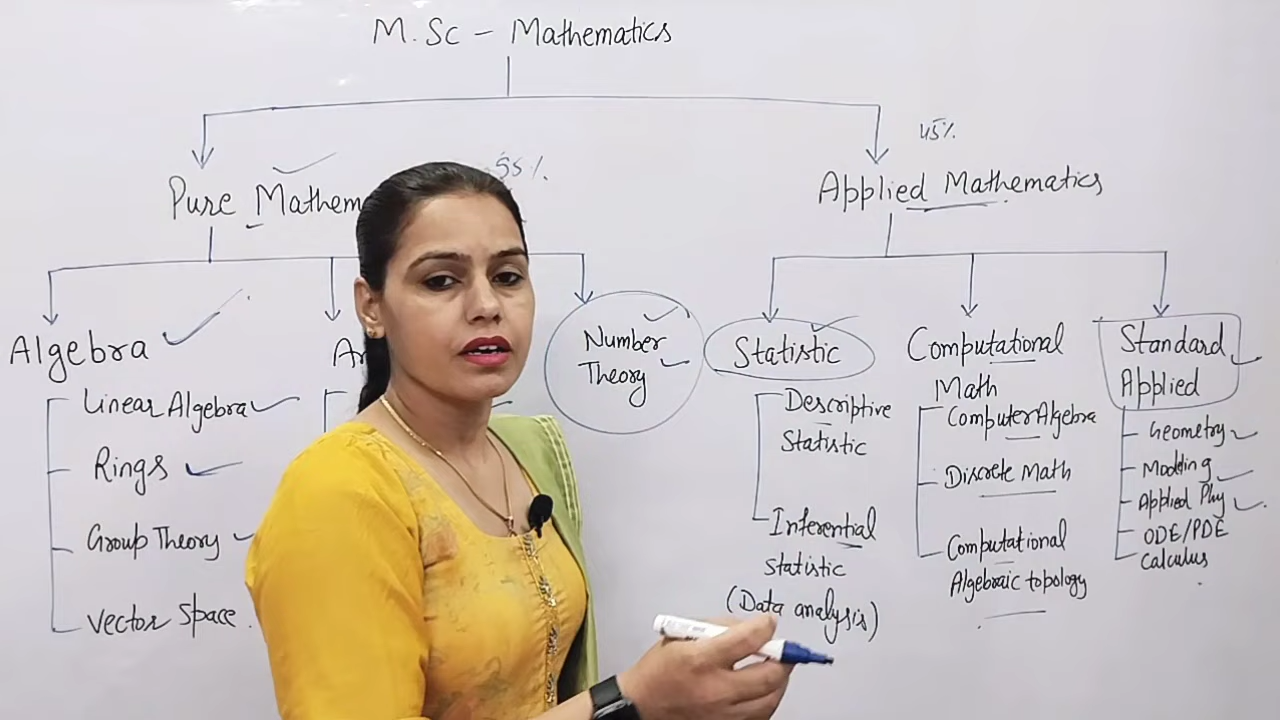 M.Sc - Mathematics
55%.
45%.
Pure Mathem
Applied Mathematics
Algebra
Linear Algebra
Rings
Group Theory
Vector Space
Number
Theory
Statistic
Descriptive
Statistic
Inferential
Statistic
(Data analysis)
Computational
Math
Computer Algebra
Discrete Math
Computational
Algebraic topology
Standard
Applied
Geometry
Modling
Applied Phy
ODE/PDE
Calculus